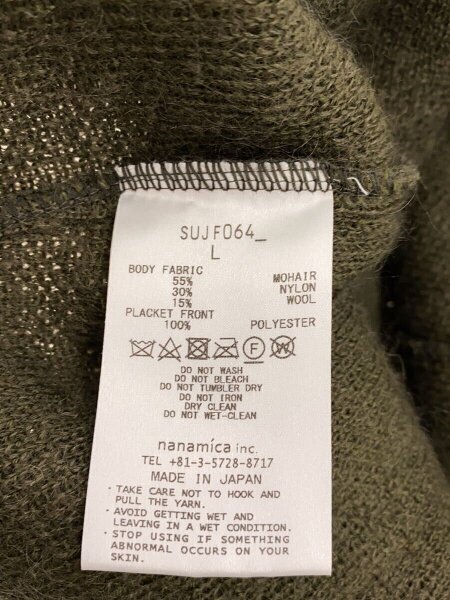 SUJF064_
L
BODY FABRIC
55% MOHAIR
30% NYLON
15% WOOL
PLACKET FRONT
100% POLYESTER
F W
DO NOT WASH
DO NOT BLEACH
DO NOT TUMBLER DRY
DO NOT IRON
DRY CLEAN
DO NOT WET-CLEAN
nanamica inc.
TEL +81-3-5728-8717
MADE IN JAPAN
· TAKE CARE NOT TO HOOK AND
PULL THE YARN.
· AVOID GETTING WET AND
LEAVING IN A WET CONDITION.
· STOP USING IF SOMETHING
ABNORMAL OCCURS ON YOUR
SKIN.